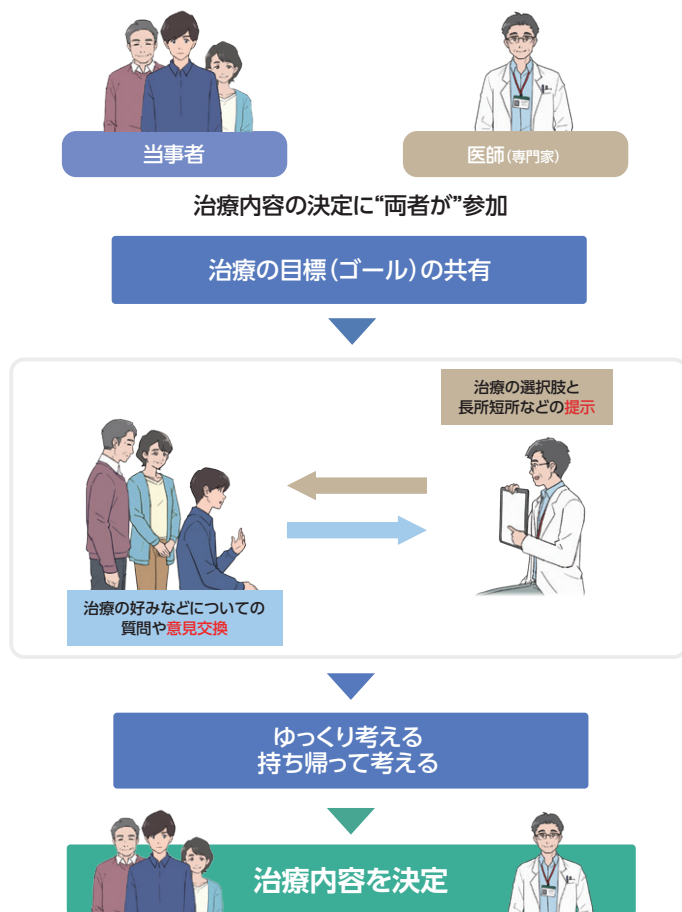 当事者
医師(専門家)
治療内容の決定に“両者が”参加
治療の目標(ゴール)の共有
治療の選択肢と
長所短所などの提示
治療の好みなどについての
質問や意見交換
ゆっくり考える
持ち帰って考える
治療内容を決定